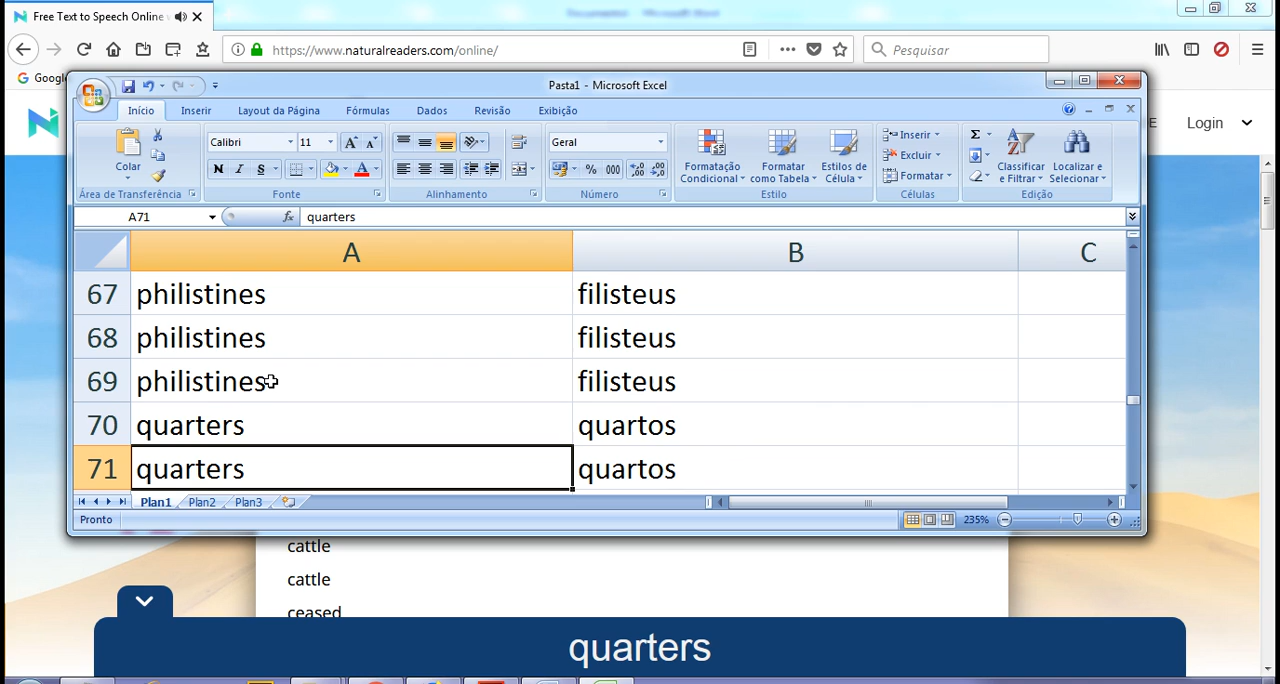 Free Text to Speech Online
https://www.naturalreaders.com/online/
Pesquisar
Googl
Login
E
Pasta1 - Microsoft Excel
Início Inserir Layout da Página Fórmulas Dados Revisão Exibição
Colar
Calibri 11
N I S
Geral
% 000
Formatação Condicional
Formatar como Tabela
Estilos de Célula
Inserir
Excluir
Formatar
Classificar e Filtrar
Localizar e Selecionar
Área de Transferência Fonte Alinhamento Número Estilo Células Edição
A71 fx quarters
A B C
67 philistines filisteus
68 philistines filisteus
69 philistines filisteus
70 quarters quartos
71 quarters quartos
Plan1 Plan2 Plan3
Pronto 235%
cattle
cattle
ceased
quarters